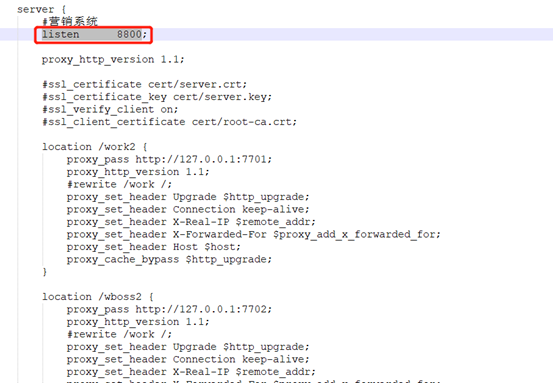 server {
#营销系统
listen 8800;
proxy_http_version 1.1;
#ssl_certificate cert/server.crt;
#ssl_certificate_key cert/server.key;
#ssl_verify_client on;
#ssl_client_certificate cert/root-ca.crt;
location /work2 {
proxy_pass http://127.0.0.1:7701;
proxy_http_version 1.1;
#rewrite /work /;
proxy_set_header Upgrade $http_upgrade;
proxy_set_header Connection keep-alive;
proxy_set_header X-Real-IP $remote_addr;
proxy_set_header X-Forwarded-For $proxy_add_x_forwarded_for;
proxy_set_header Host $host;
proxy_cache_bypass $http_upgrade;
}
location /wboss2 {
proxy_pass http://127.0.0.1:7702;
proxy_http_version 1.1;
#rewrite /work /;
proxy_set_header Upgrade $http_upgrade;
proxy_set_header Connection keep-alive;
proxy_set_header X-Real-IP $remote_addr;
proxy_set_header X-Forwarded-For $proxy_add_x_forwarded_for;